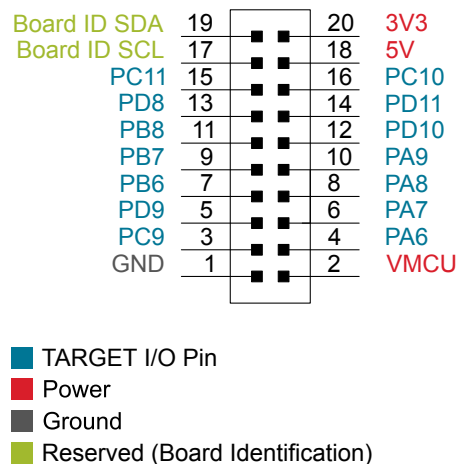 Board ID SDA 19 20 3V3
Board ID SCL 17 18 5V
PC11 15 16 PC10
PD8 13 14 PD11
PB8 11 12 PD10
PB7 9 10 PA9
PB6 7 8 PA8
PD9 5 6 PA7
PC9 3 4 PA6
GND 1 2 VMCU
TARGET I/O Pin
Power
Ground
Reserved (Board Identification)